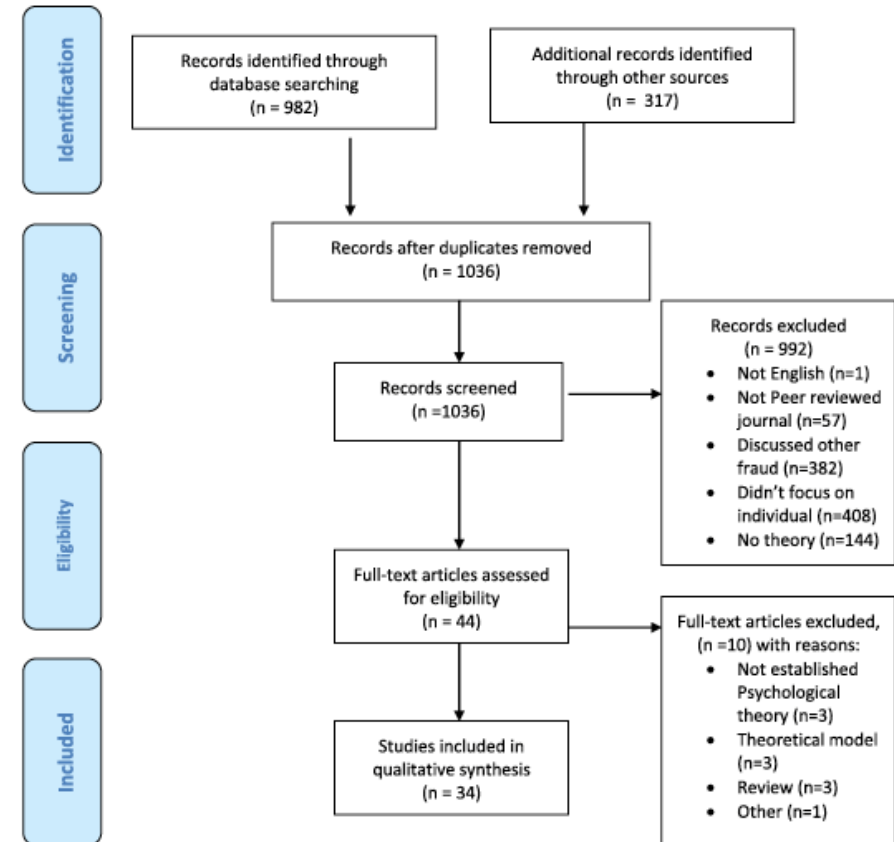 Identification
Records identified through
database searching
(n = 982)
Additional records identified
through other sources
(n = 317)
Screening
Records after duplicates removed
(n = 1036)
Records screened
(n =1036)
Records excluded
(n = 992)
• Not English (n=1)
• Not Peer reviewed
journal (n=57)
• Discussed other
fraud (n=382)
• Didn't focus on
individual (n=408)
• No theory (n=144)
Eligibility
Full-text articles assessed
for eligibility
(n = 44)
Full-text articles excluded,
(n =10) with reasons:
• Not established
Psychological
theory (n=3)
• Theoretical model
(n=3)
• Review (n=3)
• Other (n=1)
Included
Studies included in
qualitative synthesis
(n = 34)